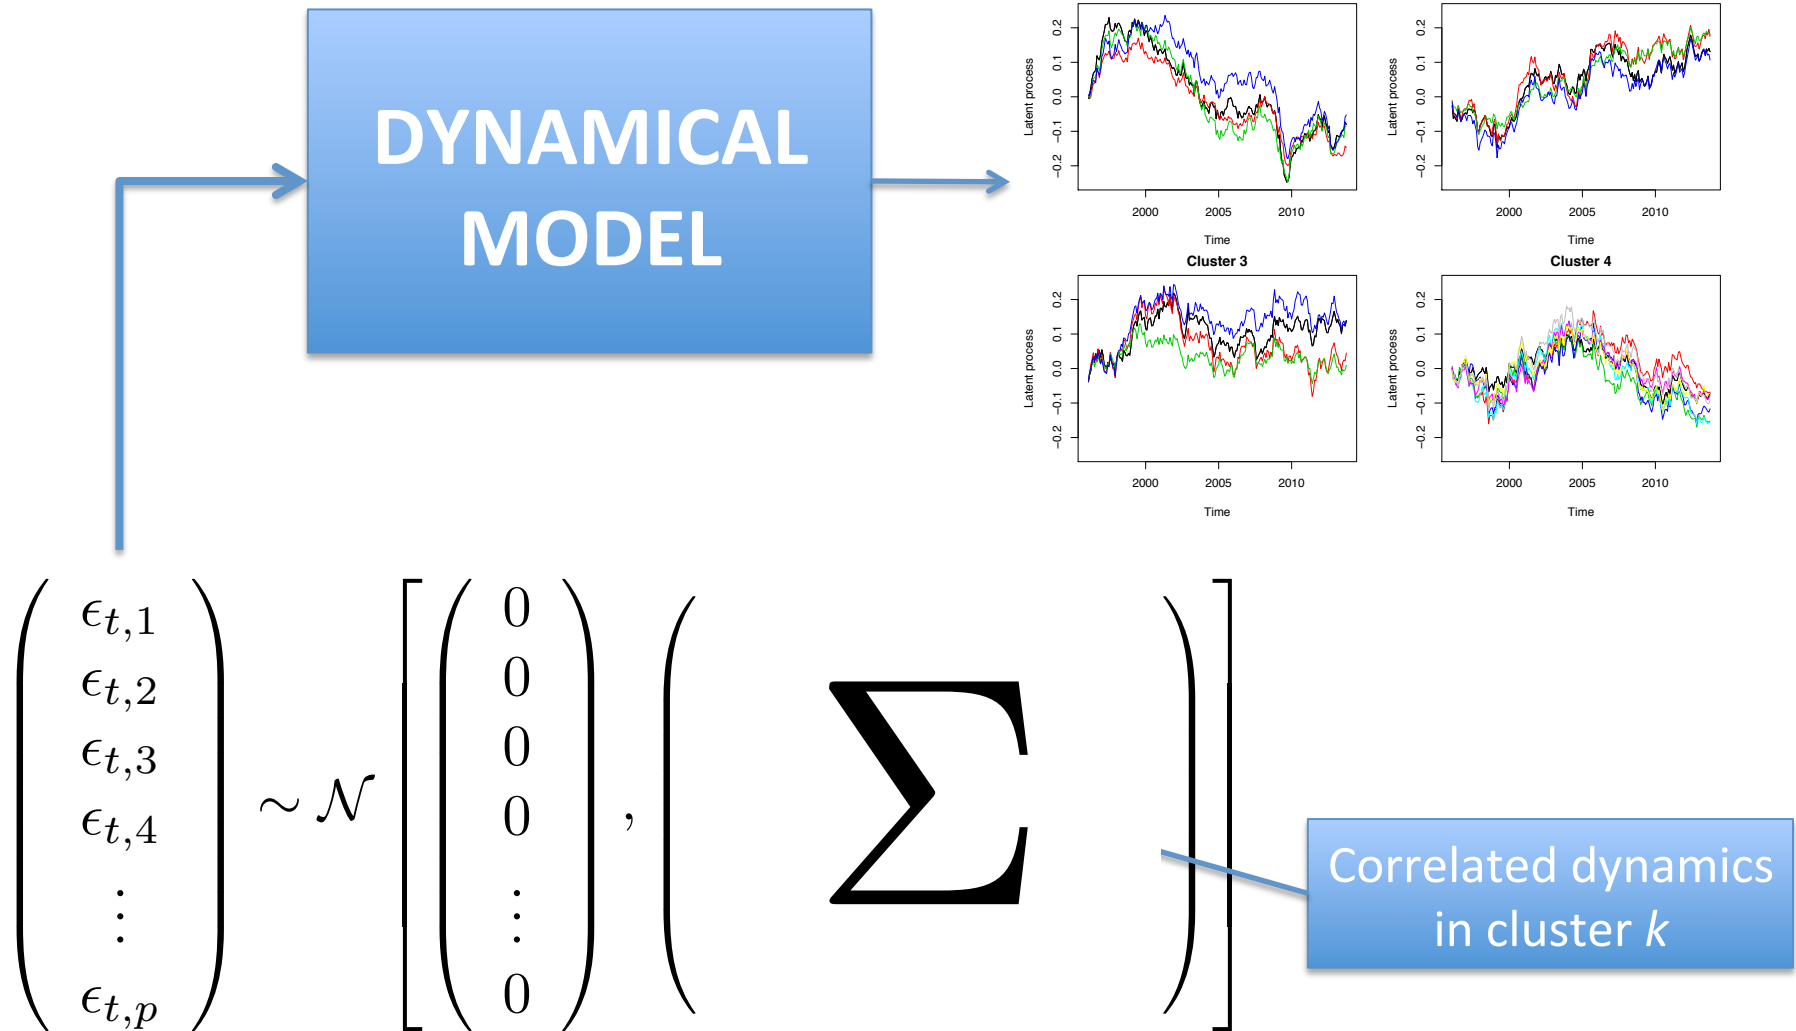 DYNAMICAL
MODEL
Latent process
0.2
0.1
0.0
−0.1
−0.2
2000 2005 2010
Time
Latent process
0.2
0.1
0.0
−0.1
−0.2
2000 2005 2010
Time
Cluster 3
Latent process
0.2
0.1
0.0
−0.1
−0.2
2000 2005 2010
Time
Cluster 4
Latent process
0.2
0.1
0.0
−0.1
−0.2
2000 2005 2010
Time
ϵt,1
ϵt,2
ϵt,3
ϵt,4
⋮
ϵt,p
∼ 𝒩
0
0
0
0
⋮
0
,
Σ
Correlated dynamics
in cluster k